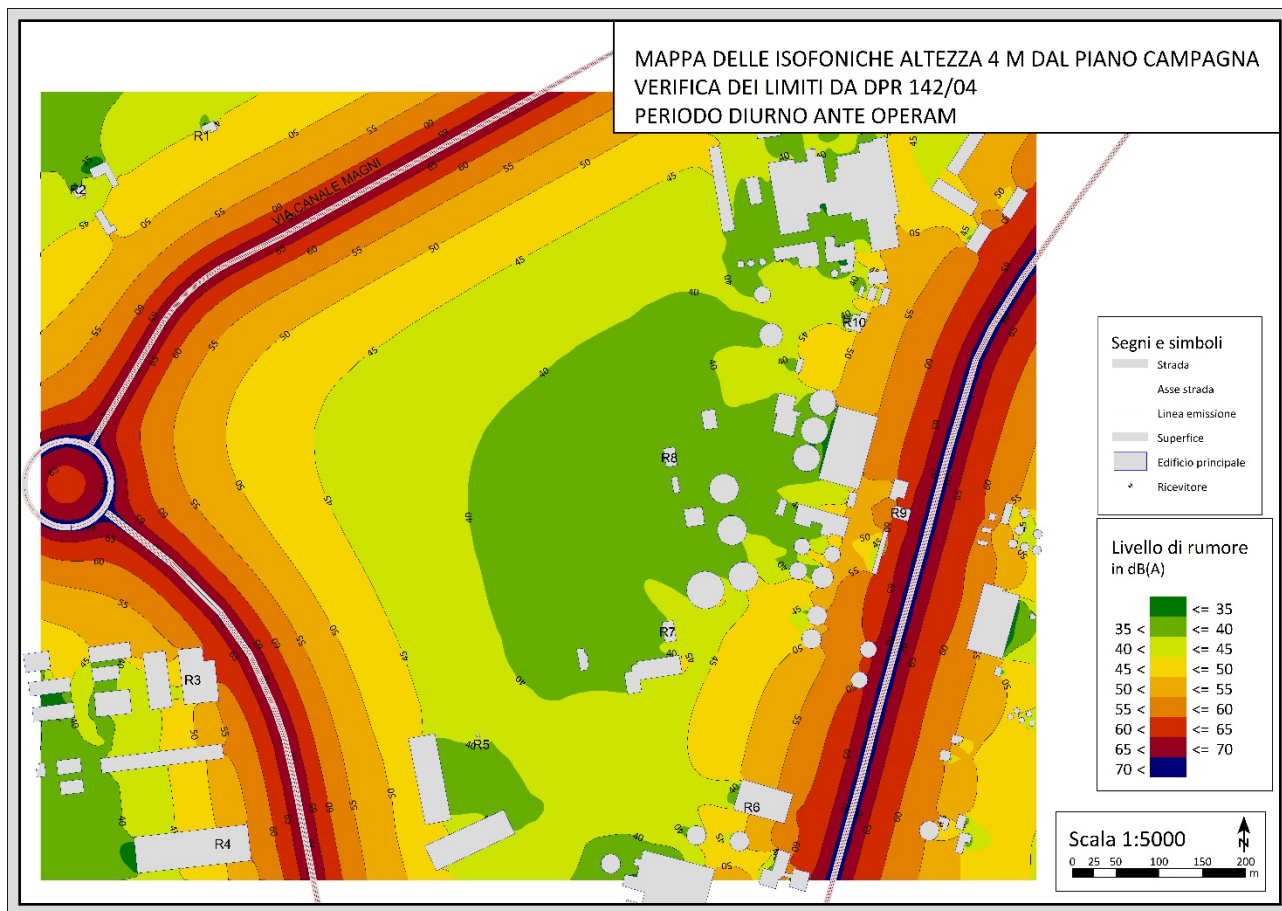 MAPPA DELLE ISOFONICHE ALTEZZA 4 M DAL PIANO CAMPAGNA
VERIFICA DEI LIMITI DA DPR 142/04
PERIODO DIURNO ANTE OPERAM
R1
R2
VIA CANALE MAGNI
R10
R8
R9
R7
R3
R5
R6
R4
Segni e simboli
Strada
Asse strada
Linea emissione
Superfice
Edificio principale
Ricevitore
Livello di rumore
in dB(A)
<= 35
35 < <= 40
40 < <= 45
45 < <= 50
50 < <= 55
55 < <= 60
60 < <= 65
65 < <= 70
70 <
Scala 1:5000
N
0 25 50 100 150 200
m